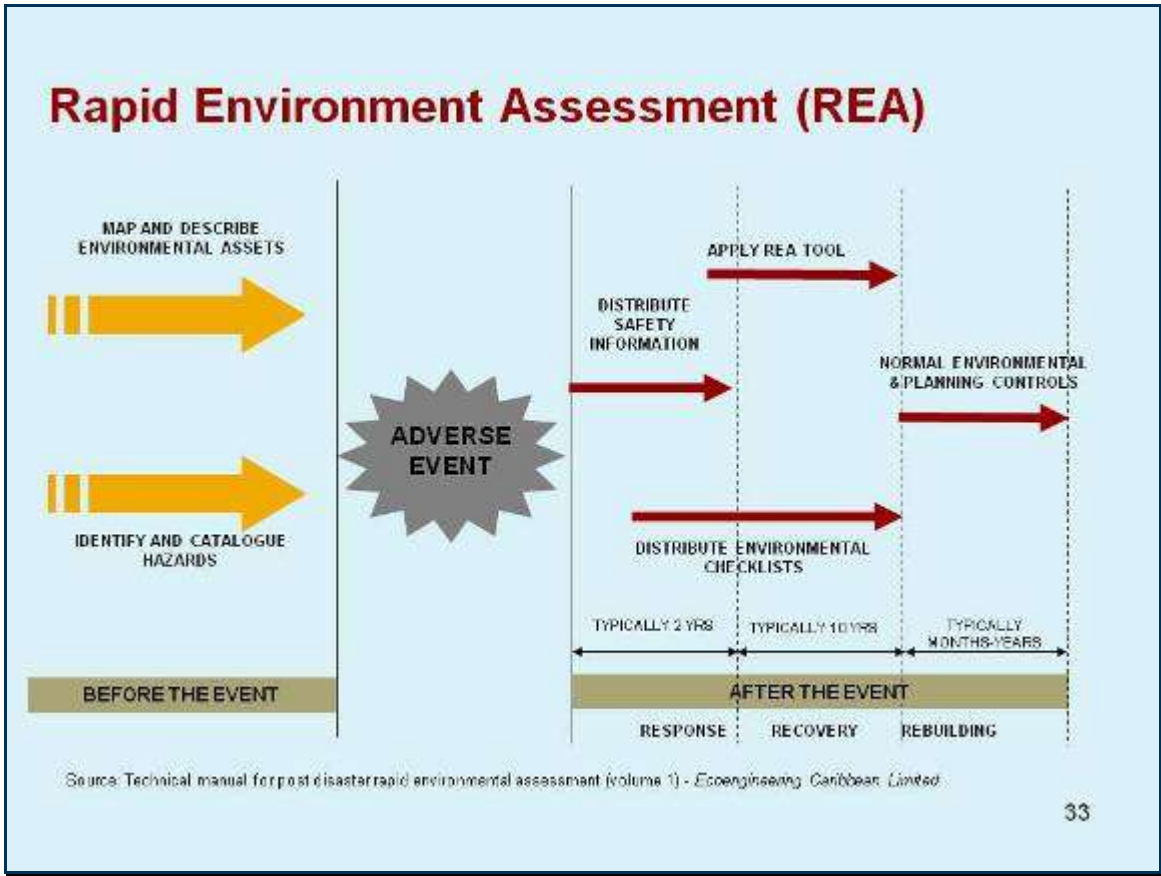 Rapid Environment Assessment (REA)
MAP AND DESCRIBE
ENVIRONMENTAL ASSETS
IDENTIFY AND CATALOGUE
HAZARDS
ADVERSE
EVENT
APPLY REA TOOL
DISTRIBUTE
SAFETY
INFORMATION
NORMAL ENVIRONMENTAL
& PLANNING CONTROLS
DISTRIBUTE ENVIRONMENTAL
CHECKLISTS
TYPICALLY 2 YRS
TYPICALLY 10 YRS
TYPICALLY
MONTHS-YEARS
BEFORE THE EVENT
AFTER THE EVENT
RESPONSE
RECOVERY
REBUILDING
Source: Technical manual for post disaster rapid environmental assessment (volume 1) - Ecoengineering Caribbean Limited
33